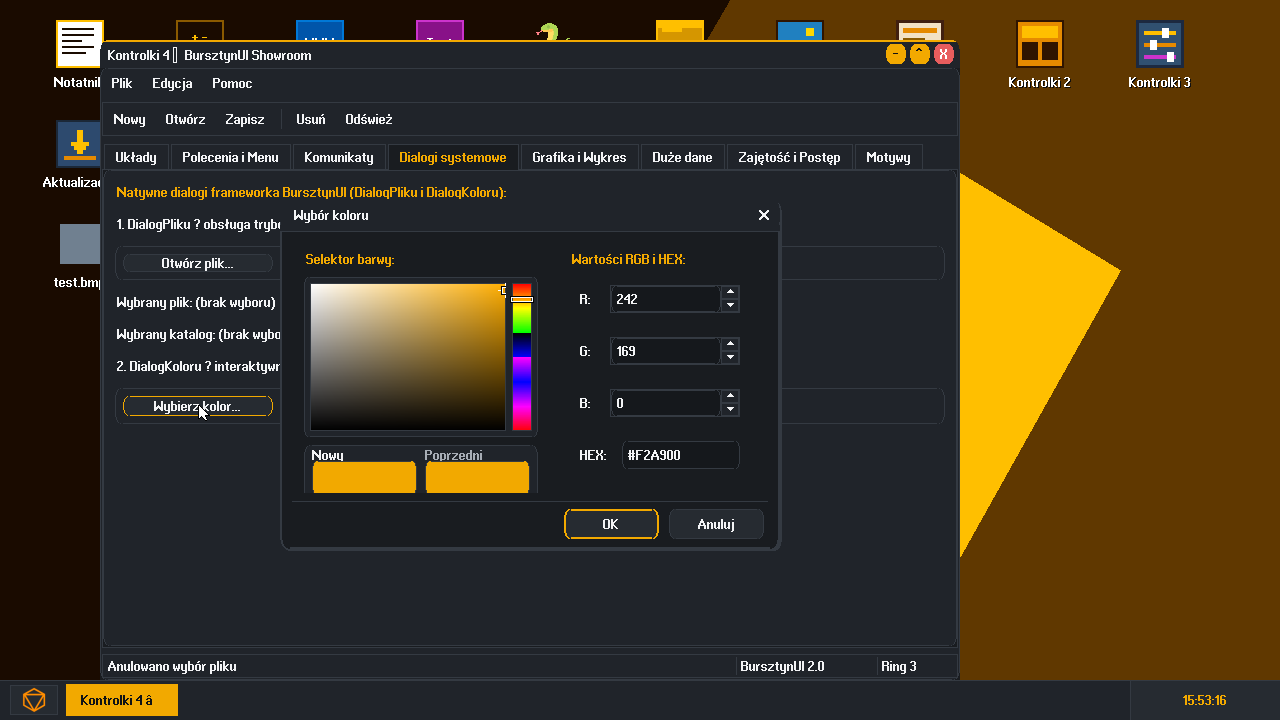 Notatnik
Kontrolki 2
Kontrolki 3
Aktualizac
test.bmp
Kontrolki 4 BursztynUI Showroom
Plik Edycja Pomoc
Nowy Otwórz Zapisz Usuń Odśwież
Układy Polecenia i Menu Komunikaty Dialogi systemowe Grafika i Wykres Duże dane Zajętość i Postęp Motywy
Natywne dialogi frameworka BursztynUI (DialogPliku i DialogKoloru):
1. DialogPliku ? obsługa trybó
Otwórz plik...
Wybrany plik: (brak wyboru)
Wybrany katalog: (brak wybo
2. DialogKoloru ? interaktywn
Wybierz kolor...
Wybór koloru
Selektor barwy:
Wartości RGB i HEX:
R: 242
G: 169
B: 0
HEX: #F2A900
Nowy Poprzedni
OK Anuluj
Anulowano wybór pliku
BursztynUI 2.0
Ring 3
Kontrolki 4 â
15:53:16